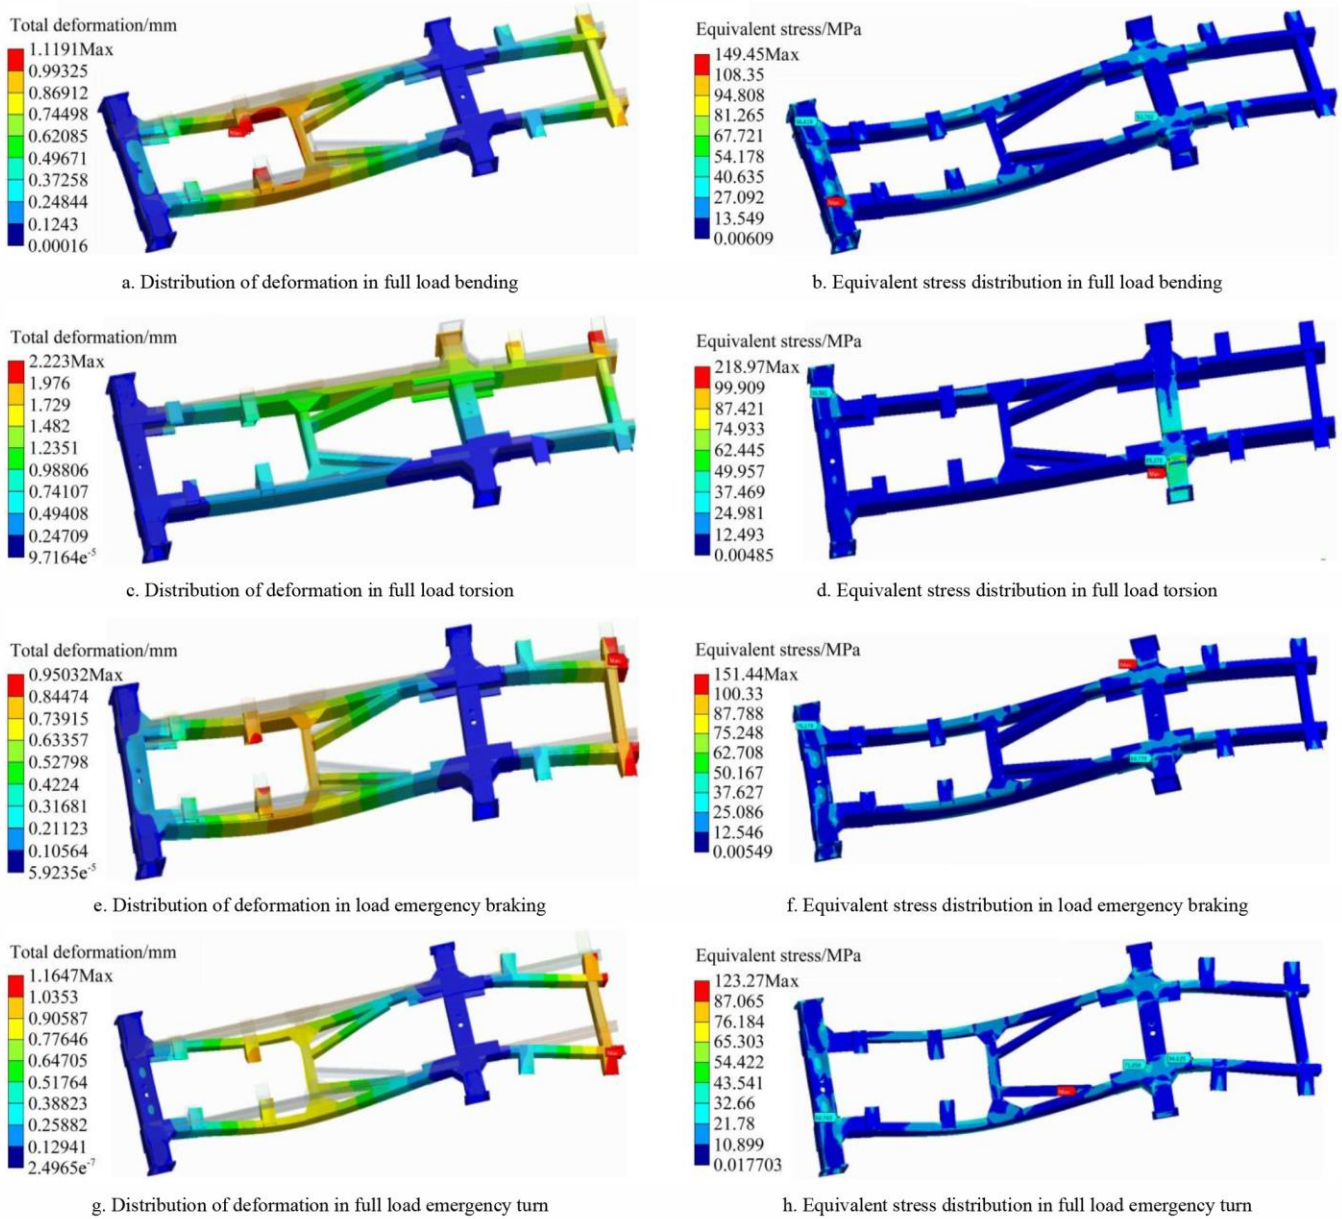 Total deformation/mm
1.1191Max
0.99325
0.86912
0.74498
0.62085
0.49671
0.37258
0.24844
0.1243
0.00016
a. Distribution of deformation in full load bending
Equivalent stress/MPa
149.45Max
108.35
94.808
81.265
67.721
54.178
40.635
27.092
13.549
0.00609
b. Equivalent stress distribution in full load bending
Total deformation/mm
2.223Max
1.976
1.729
1.482
1.2351
0.98806
0.74107
0.49408
0.24709
9.7164e-5
c. Distribution of deformation in full load torsion
Equivalent stress/MPa
218.97Max
99.909
87.421
74.933
62.445
49.957
37.469
24.981
12.493
0.00485
d. Equivalent stress distribution in full load torsion
Total deformation/mm
0.95032Max
0.84474
0.73915
0.63357
0.52798
0.4224
0.31681
0.21123
0.10564
5.9235e-5
e. Distribution of deformation in load emergency braking
Equivalent stress/MPa
151.44Max
100.33
87.788
75.248
62.708
50.167
37.627
25.086
12.546
0.00549
f. Equivalent stress distribution in load emergency braking
Total deformation/mm
1.1647Max
1.0353
0.90587
0.77646
0.64705
0.51764
0.38823
0.25882
0.12941
2.4965e-7
g. Distribution of deformation in full load emergency turn
Equivalent stress/MPa
123.27Max
87.065
76.184
65.303
54.422
43.541
32.66
21.78
10.899
0.017703
h. Equivalent stress distribution in full load emergency turn